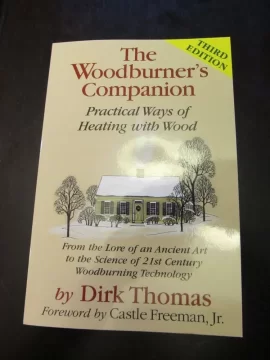 THIRD
EDITION
The
Woodburner's
Companion
Practical Ways of
Heating with Wood
From the Lore of an Ancient Art
to the Science of 21st Century
Woodburning Technology
by Dirk Thomas
Foreword by Castle Freeman, Jr.